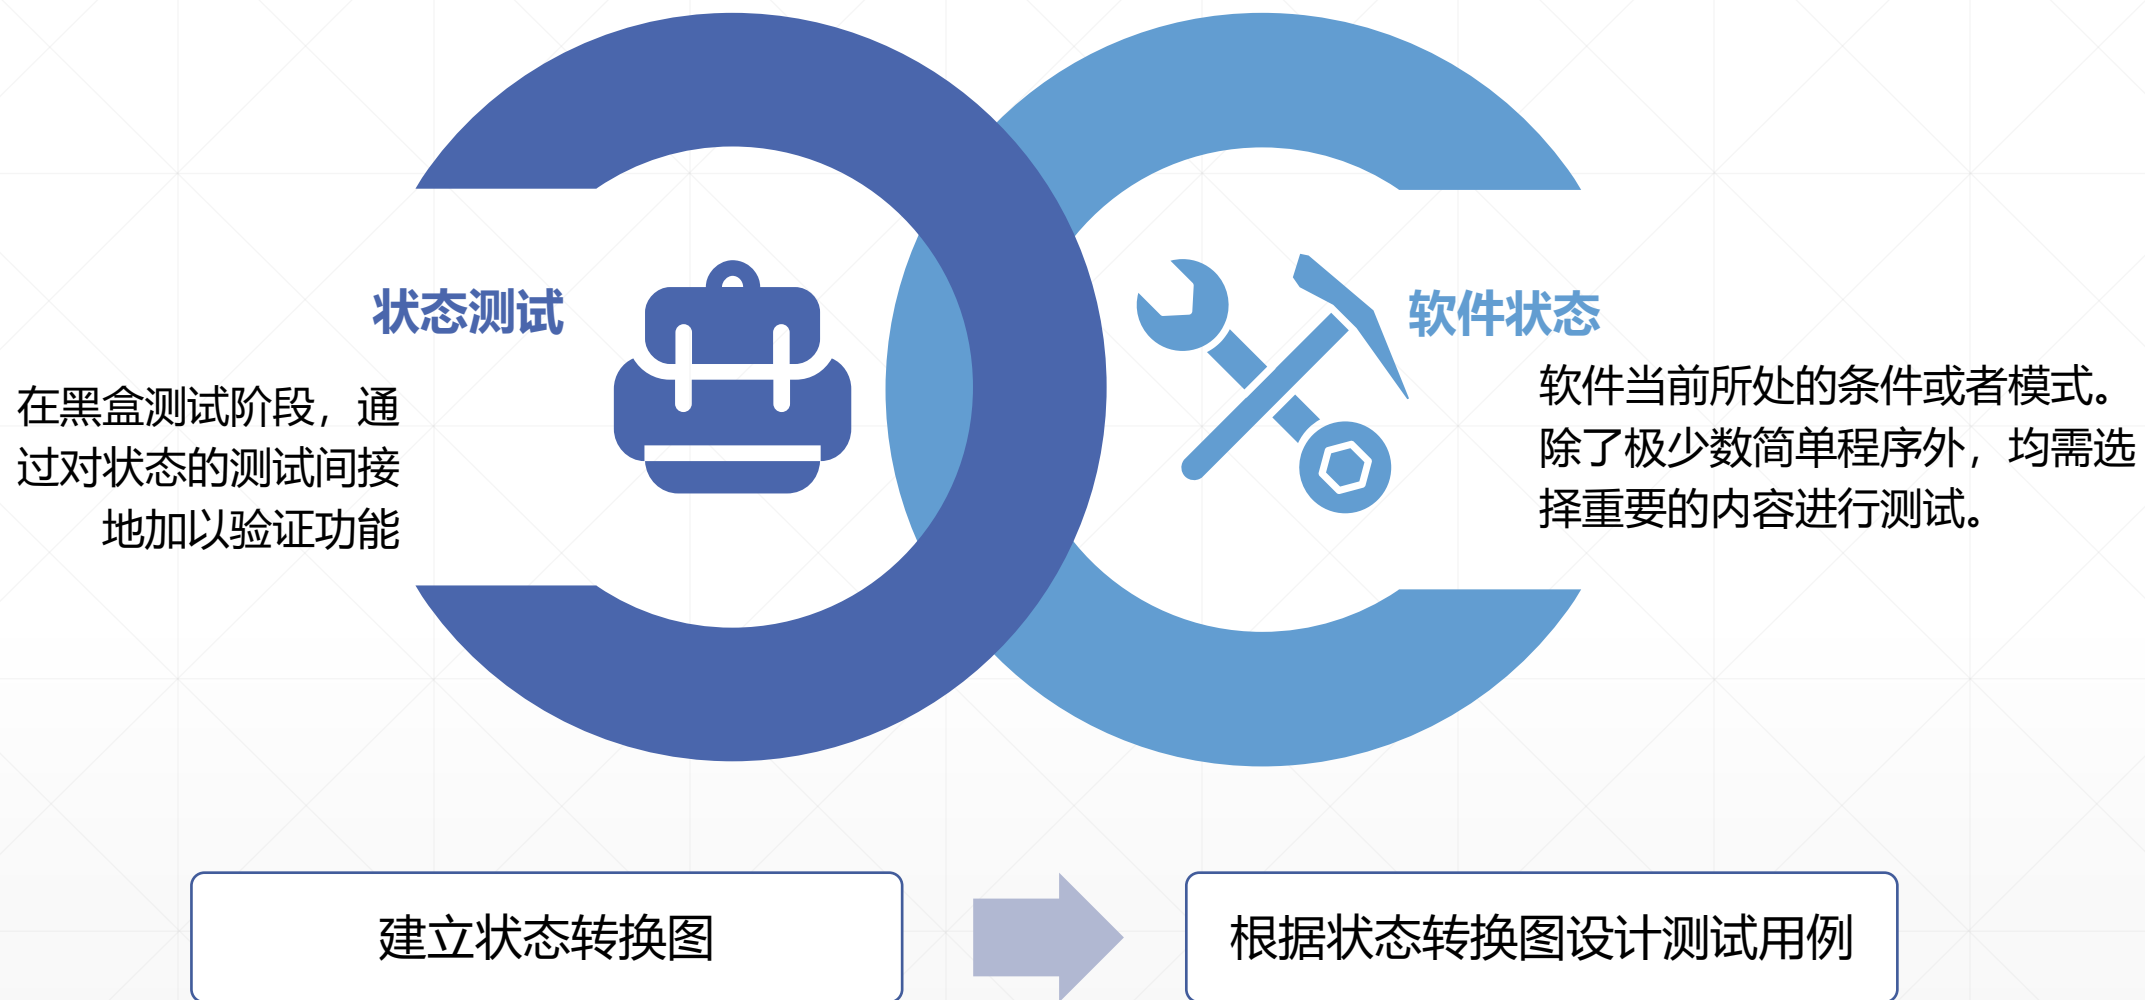 状态测试
在黑盒测试阶段，通
过对状态的测试间接
地加以验证功能
软件状态
软件当前所处的条件或者模式。
除了极少数简单程序外，均需选
择重要的内容进行测试。
建立状态转换图
根据状态转换图设计测试用例